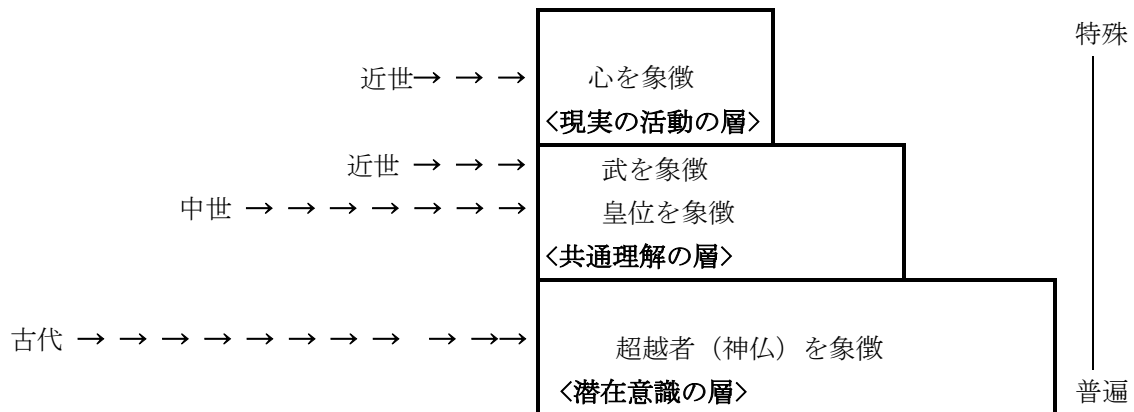 特殊
近世→ → → 心を象徴
<現実の活動の層>
近世 → → → 武を象徴
中世 → → → → → → → 皇位を象徴
<共通理解の層>
古代 → → → → → → → → → →→ 超越者（神仏）を象徴
<潜在意識の層>
普遍